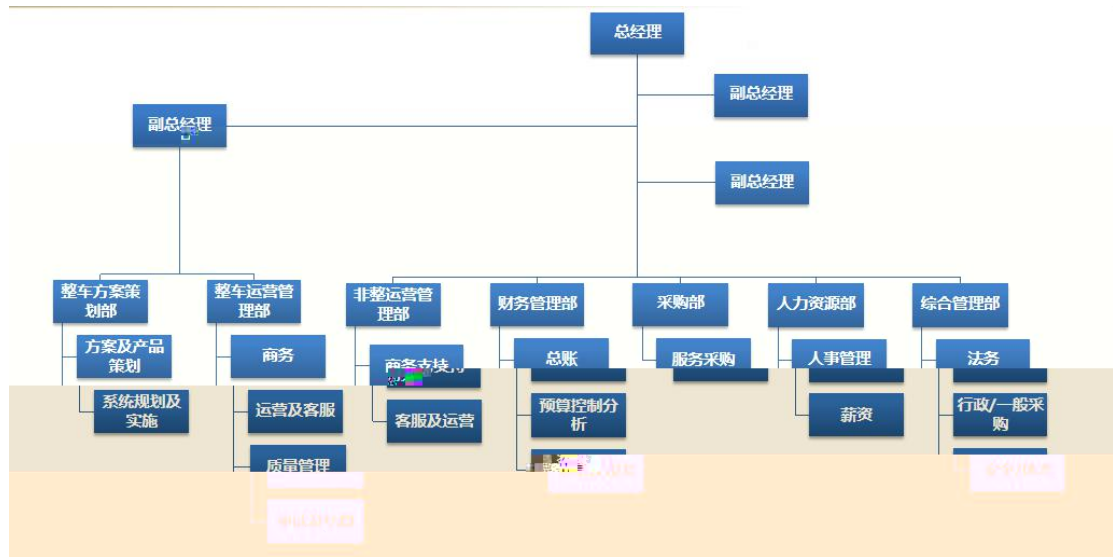 总经理
副总经理
副总经理
副总经理
整车方案策
划部
整车运营管
理部
非整运营管
理部
财务管理部
采购部
人力资源部
综合管理部
方案及产品
策划
商务
商务支持
总账
服务采购
人事管理
法务
系统规划及
实施
运营及客服
客服及运营
预算控制分
析
薪资
行政/一般采
购
质量管理